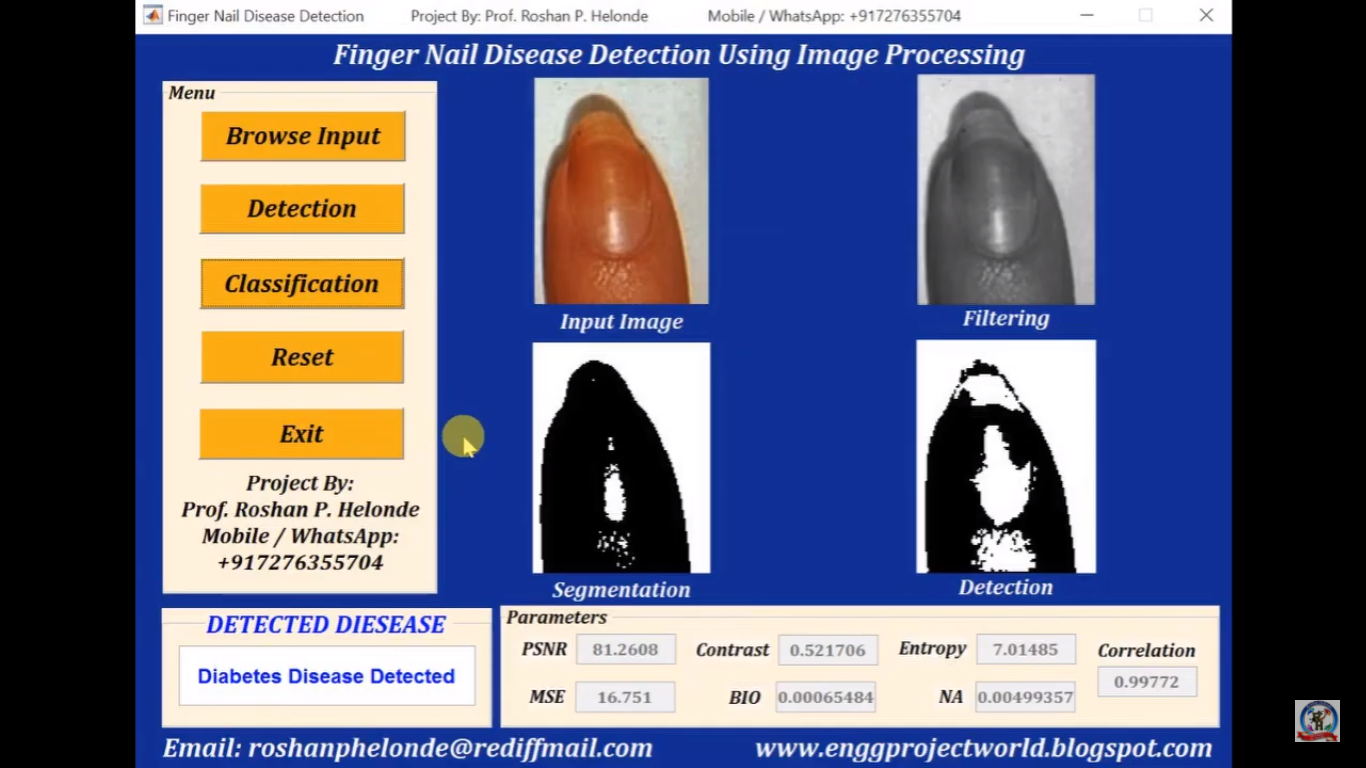 Finger Nail Disease Detection Project By: Prof. Roshan P. Helonde Mobile / WhatsApp: +917276355704
Finger Nail Disease Detection Using Image Processing
Menu
Browse Input
Detection
Classification
Reset
Exit
Project By:
Prof. Roshan P. Helonde
Mobile / WhatsApp:
+917276355704
Input Image
Filtering
Segmentation
Detection
DETECTED DIESEASE
Diabetes Disease Detected
Parameters
PSNR 81.2608 Contrast 0.521706 Entropy 7.01485 Correlation
MSE 16.751 BIO 0.00065484 NA 0.00499357 0.99772
Email: roshanphelonde@rediffmail.com www.enggprojectworld.blogspot.com